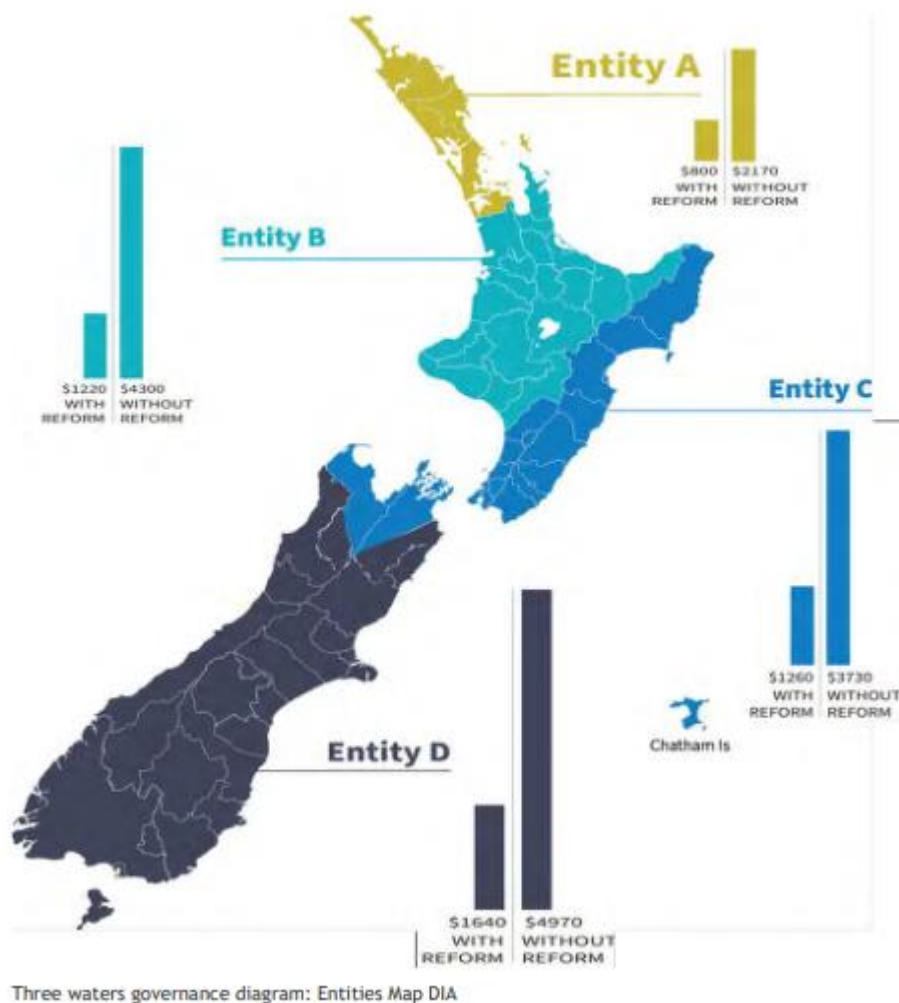 Entity A
$800
WITH
REFORM
$2170
WITHOUT
REFORM
Entity B
$1220
WITH
REFORM
$4300
WITHOUT
REFORM
Entity C
$1260
WITH
REFORM
$3730
WITHOUT
REFORM
Chatham Is
Entity D
$1640
WITH
REFORM
$4970
WITHOUT
REFORM
Three waters governance diagram: Entities Map DIA